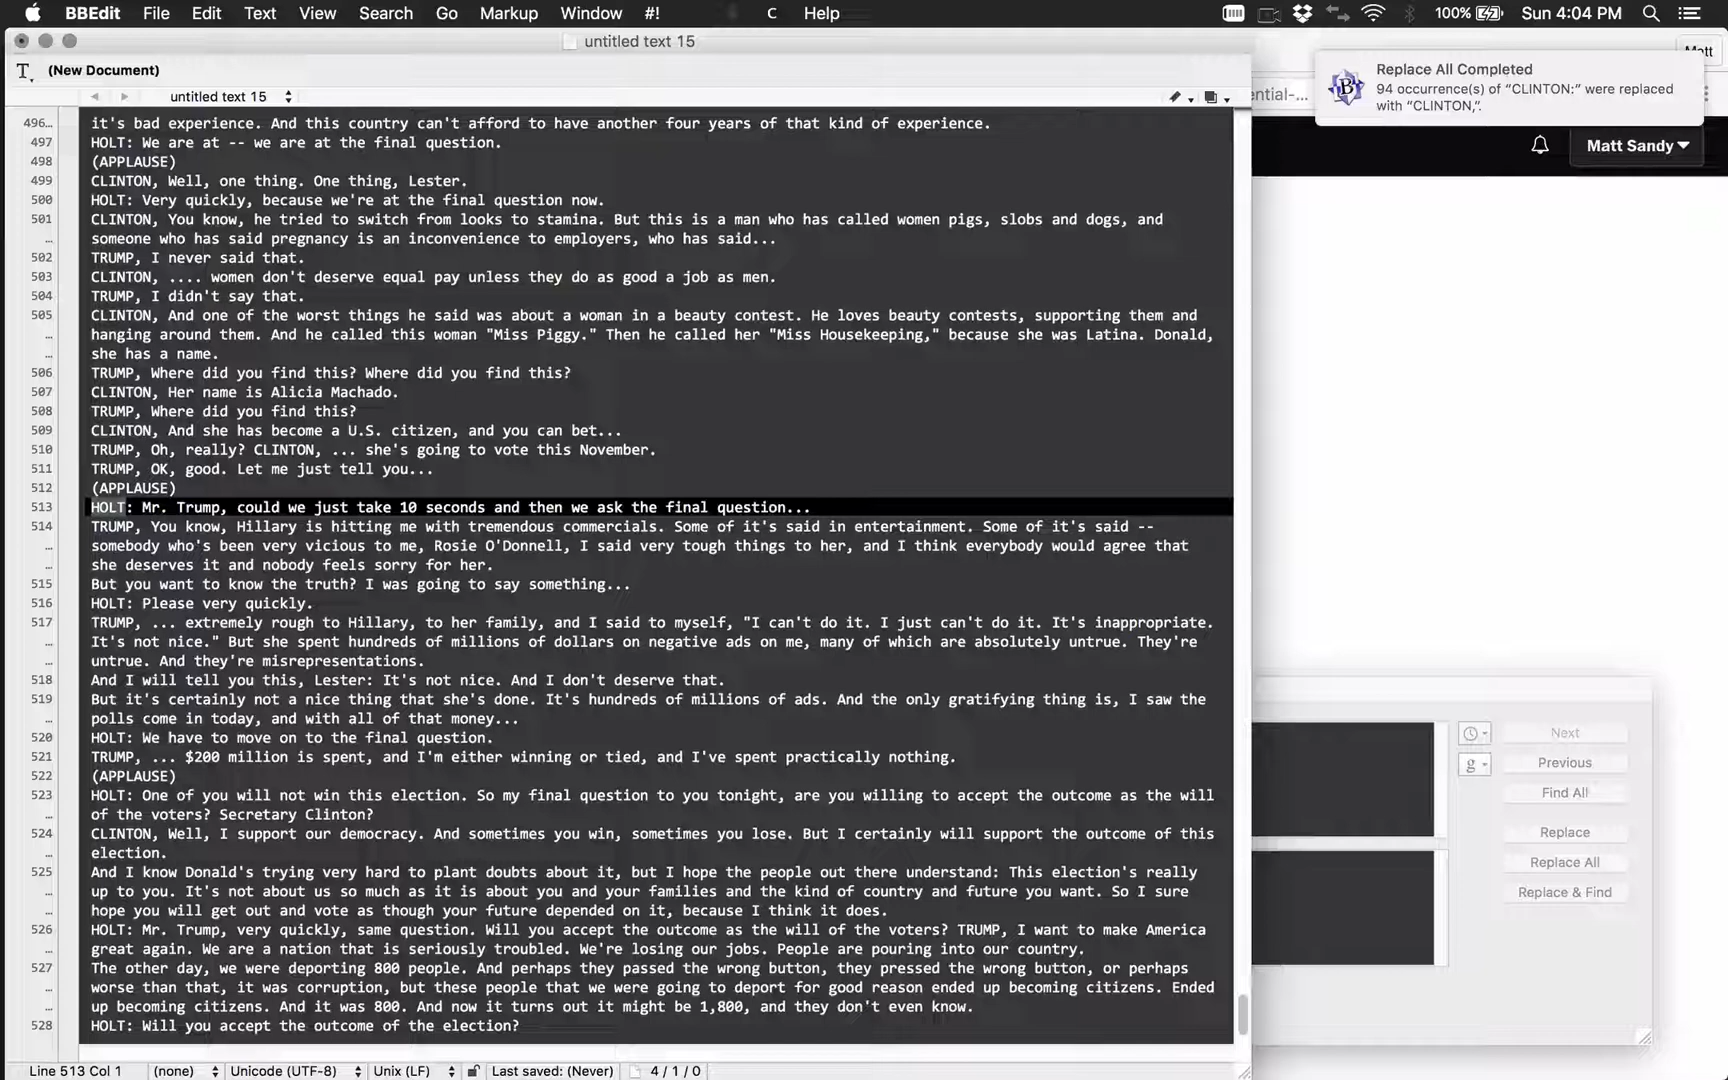 BBEdit File Edit Text View Search Go Markup Window #! C Help 100% Sun 4:04 PM
untitled text 15
(New Document)
untitled text 15
Replace All Completed
94 occurrence(s) of “CLINTON:” were replaced
with “CLINTON,”.
ential-...
Matt Sandy
496… it's bad experience. And this country can't afford to have another four years of that kind of experience.
497 HOLT: We are at -- we are at the final question.
498 (APPLAUSE)
499 CLINTON, Well, one thing. One thing, Lester.
500 HOLT: Very quickly, because we're at the final question now.
501 CLINTON, You know, he tried to switch from looks to stamina. But this is a man who has called women pigs, slobs and dogs, and
… someone who has said pregnancy is an inconvenience to employers, who has said...
502 TRUMP, I never said that.
503 CLINTON, .... women don't deserve equal pay unless they do as good a job as men.
504 TRUMP, I didn't say that.
505 CLINTON, And one of the worst things he said was about a woman in a beauty contest. He loves beauty contests, supporting them and
… hanging around them. And he called this woman "Miss Piggy." Then he called her "Miss Housekeeping," because she was Latina. Donald,
… she has a name.
506 TRUMP, Where did you find this? Where did you find this?
507 CLINTON, Her name is Alicia Machado.
508 TRUMP, Where did you find this?
509 CLINTON, And she has become a U.S. citizen, and you can bet...
510 TRUMP, Oh, really? CLINTON, ... she's going to vote this November.
511 TRUMP, OK, good. Let me just tell you...
512 (APPLAUSE)
513 HOLT: Mr. Trump, could we just take 10 seconds and then we ask the final question...
514 TRUMP, You know, Hillary is hitting me with tremendous commercials. Some of it's said in entertainment. Some of it's said --
… somebody who's been very vicious to me, Rosie O'Donnell, I said very tough things to her, and I think everybody would agree that
… she deserves it and nobody feels sorry for her.
515 But you want to know the truth? I was going to say something...
516 HOLT: Please very quickly.
517 TRUMP, ... extremely rough to Hillary, to her family, and I said to myself, "I can't do it. I just can't do it. It's inappropriate.
… It's not nice." But she spent hundreds of millions of dollars on negative ads on me, many of which are absolutely untrue. They're
… untrue. And they're misrepresentations.
518 And I will tell you this, Lester: It's not nice. And I don't deserve that.
519 But it's certainly not a nice thing that she's done. It's hundreds of millions of ads. And the only gratifying thing is, I saw the
… polls come in today, and with all of that money...
520 HOLT: We have to move on to the final question.
521 TRUMP, ... $200 million is spent, and I'm either winning or tied, and I've spent practically nothing.
522 (APPLAUSE)
523 HOLT: One of you will not win this election. So my final question to you tonight, are you willing to accept the outcome as the will
… of the voters? Secretary Clinton?
524 CLINTON, Well, I support our democracy. And sometimes you win, sometimes you lose. But I certainly will support the outcome of this
… election.
525 And I know Donald's trying very hard to plant doubts about it, but I hope the people out there understand: This election's really
… up to you. It's not about us so much as it is about you and your families and the kind of country and future you want. So I sure
… hope you will get out and vote as though your future depended on it, because I think it does.
526 HOLT: Mr. Trump, very quickly, same question. Will you accept the outcome as the will of the voters? TRUMP, I want to make America
… great again. We are a nation that is seriously troubled. We're losing our jobs. People are pouring into our country.
527 The other day, we were deporting 800 people. And perhaps they passed the wrong button, they pressed the wrong button, or perhaps
… worse than that, it was corruption, but these people that we were going to deport for good reason ended up becoming citizens. Ended
… up becoming citizens. And it was 800. And now it turns out it might be 1,800, and they don't even know.
528 HOLT: Will you accept the outcome of the election?
Next
Previous
Find All
Replace
Replace All
Replace & Find
g
Line 513 Col 1 (none) Unicode (UTF-8) Unix (LF) Last saved: (Never) 4 / 1 / 0